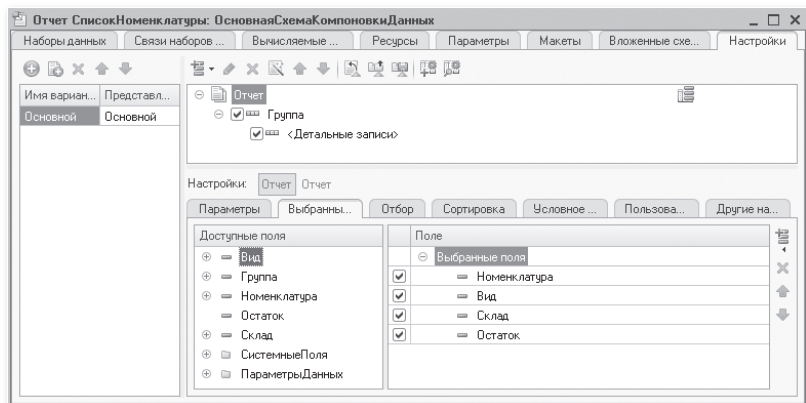 Отчет СписокНоменклатуры: ОсновнаяСхемаКомпоновкиДанных
Наборы данных Связи наборов ... Вычисляемые ... Ресурсы Параметры Макеты Вложенные схе... Настройки
Имя вариан... Представл...
Основной Основной
Отчет
Группа
<Детальные записи>
Настройки: Отчет Отчет
Параметры Выбранны... Отбор Сортировка Условное ... Пользова... Другие на...
Доступные поля
Вид
Группа
Номенклатура
Остаток
Склад
СистемныеПоля
ПараметрыДанных
Поле
Выбранные поля
Номенклатура
Вид
Склад
Остаток